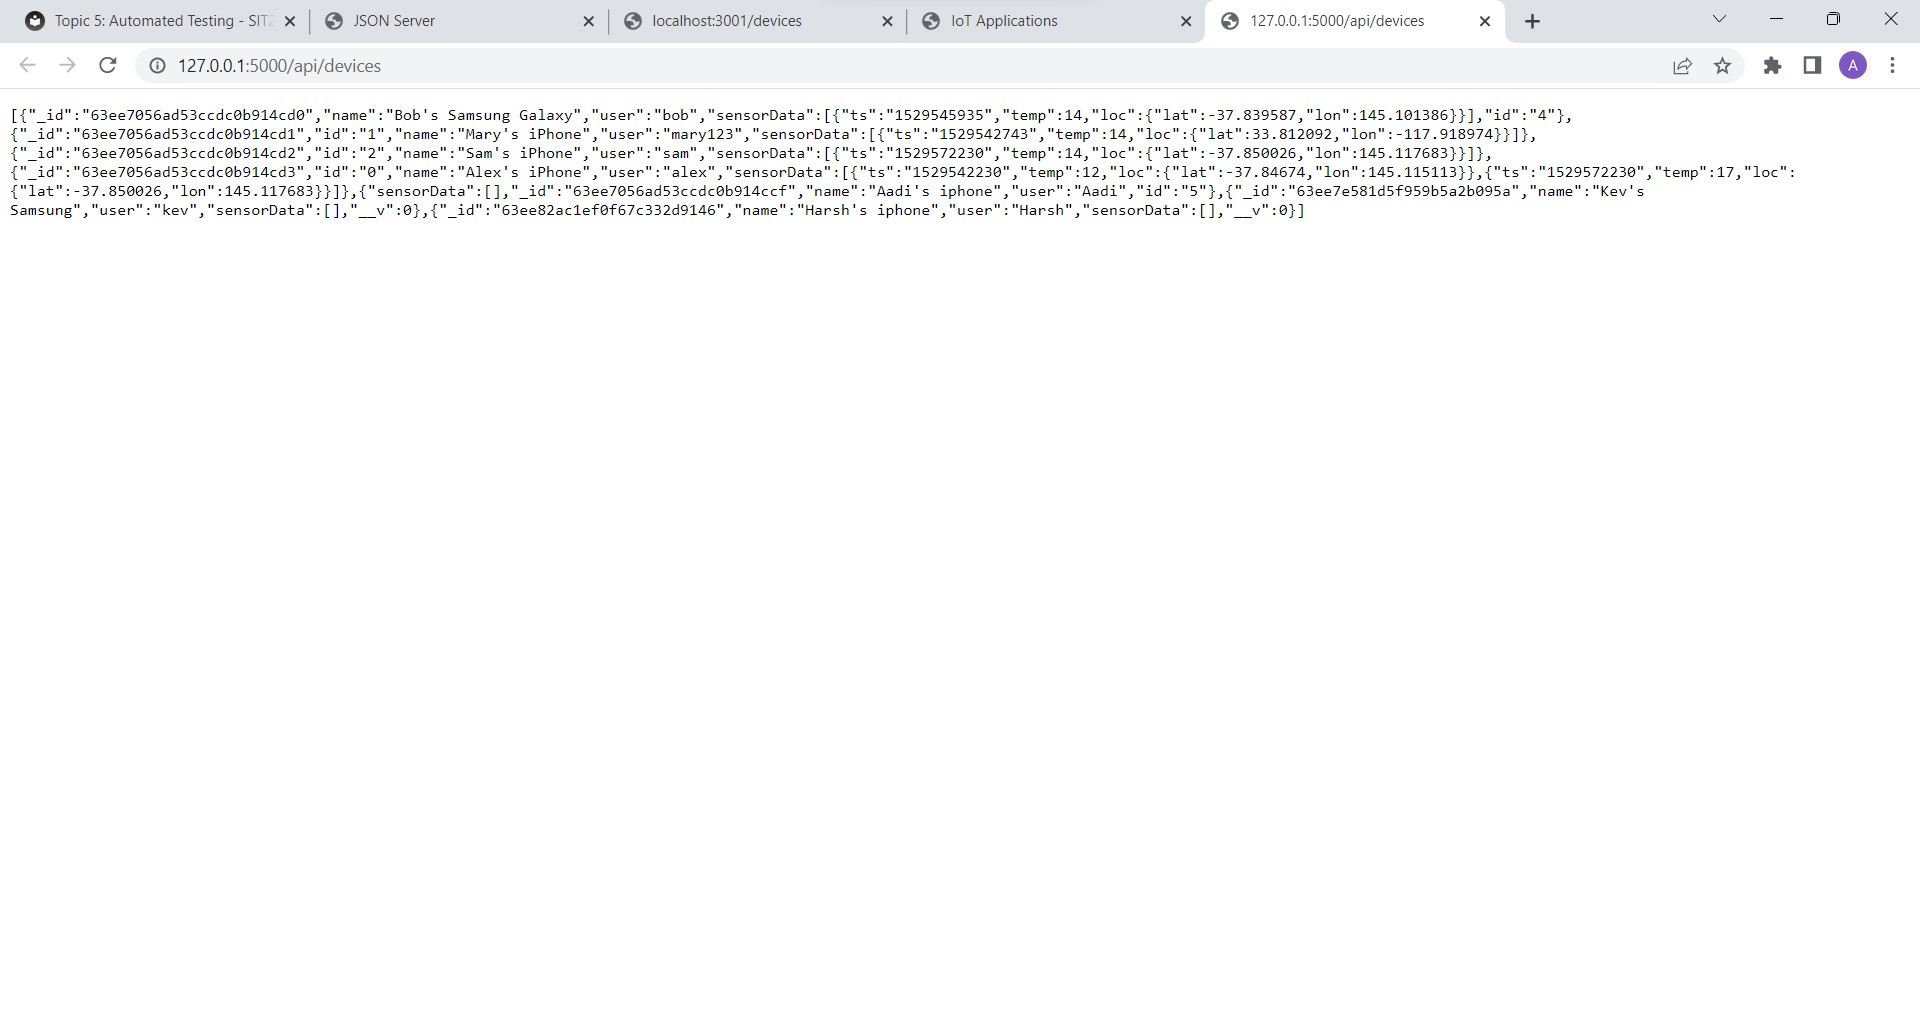 Topic 5: Automated Testing - SIT2
JSON Server
localhost:3001/devices
IoT Applications
127.0.0.1:5000/api/devices
127.0.0.1:5000/api/devices
A
[{"_id":"63ee7056ad53ccdc0b914cd0","name":"Bob's Samsung Galaxy","user":"bob","sensorData":[{"ts":"1529545935","temp":14,"loc":{"lat":-37.839587,"lon":145.101386}}],"id":"4"},
{"_id":"63ee7056ad53ccdc0b914cd1","id":"1","name":"Mary's iPhone","user":"mary123","sensorData":[{"ts":"1529542743","temp":14,"loc":{"lat":33.812092,"lon":-117.918974}}]},
{"_id":"63ee7056ad53ccdc0b914cd2","id":"2","name":"Sam's iPhone","user":"sam","sensorData":[{"ts":"1529572230","temp":14,"loc":{"lat":-37.850026,"lon":145.117683}}]},
{"_id":"63ee7056ad53ccdc0b914cd3","id":"0","name":"Alex's iPhone","user":"alex","sensorData":[{"ts":"1529542230","temp":12,"loc":{"lat":-37.84674,"lon":145.115113}},{"ts":"1529572230","temp":17,"loc":
{"lat":-37.850026,"lon":145.117683}}]},{"sensorData":[],"_id":"63ee7056ad53ccdc0b914ccf","name":"Aadi's iphone","user":"Aadi","id":"5"},{"_id":"63ee7e581d5f959b5a2b095a","name":"Kev's
Samsung","user":"kev","sensorData":[],"__v":0},{"_id":"63ee82ac1ef0f67c332d9146","name":"Harsh's iphone","user":"Harsh","sensorData":[],"__v":0}]